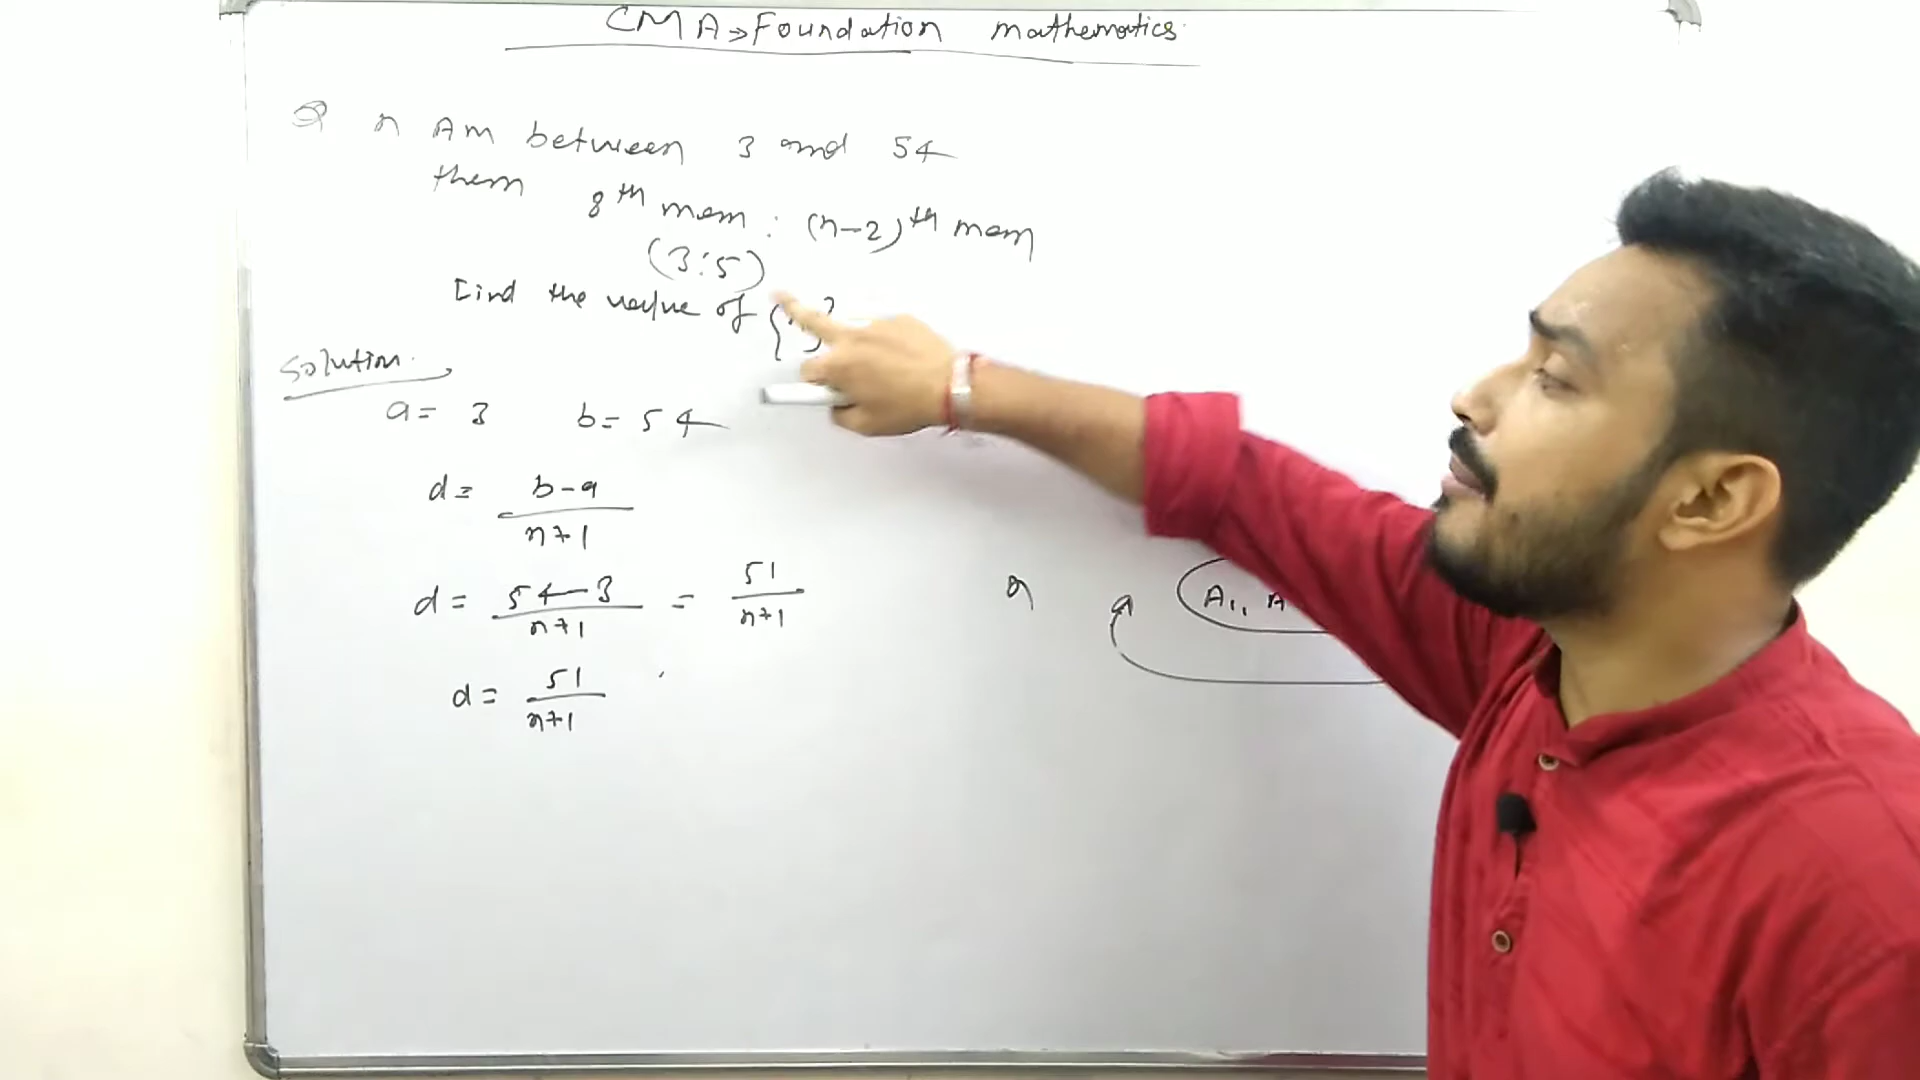 CMA → Foundation mathematics
Q n AM between 3 and 54
them 8th mean : (n-2)th mean
(3:5)
Find the value of {
Solution
a = 3 b = 54
d = b-a / n+1
d = 54-3 / n+1 = 51 / n+1
d = 51 / n+1
a A1, A